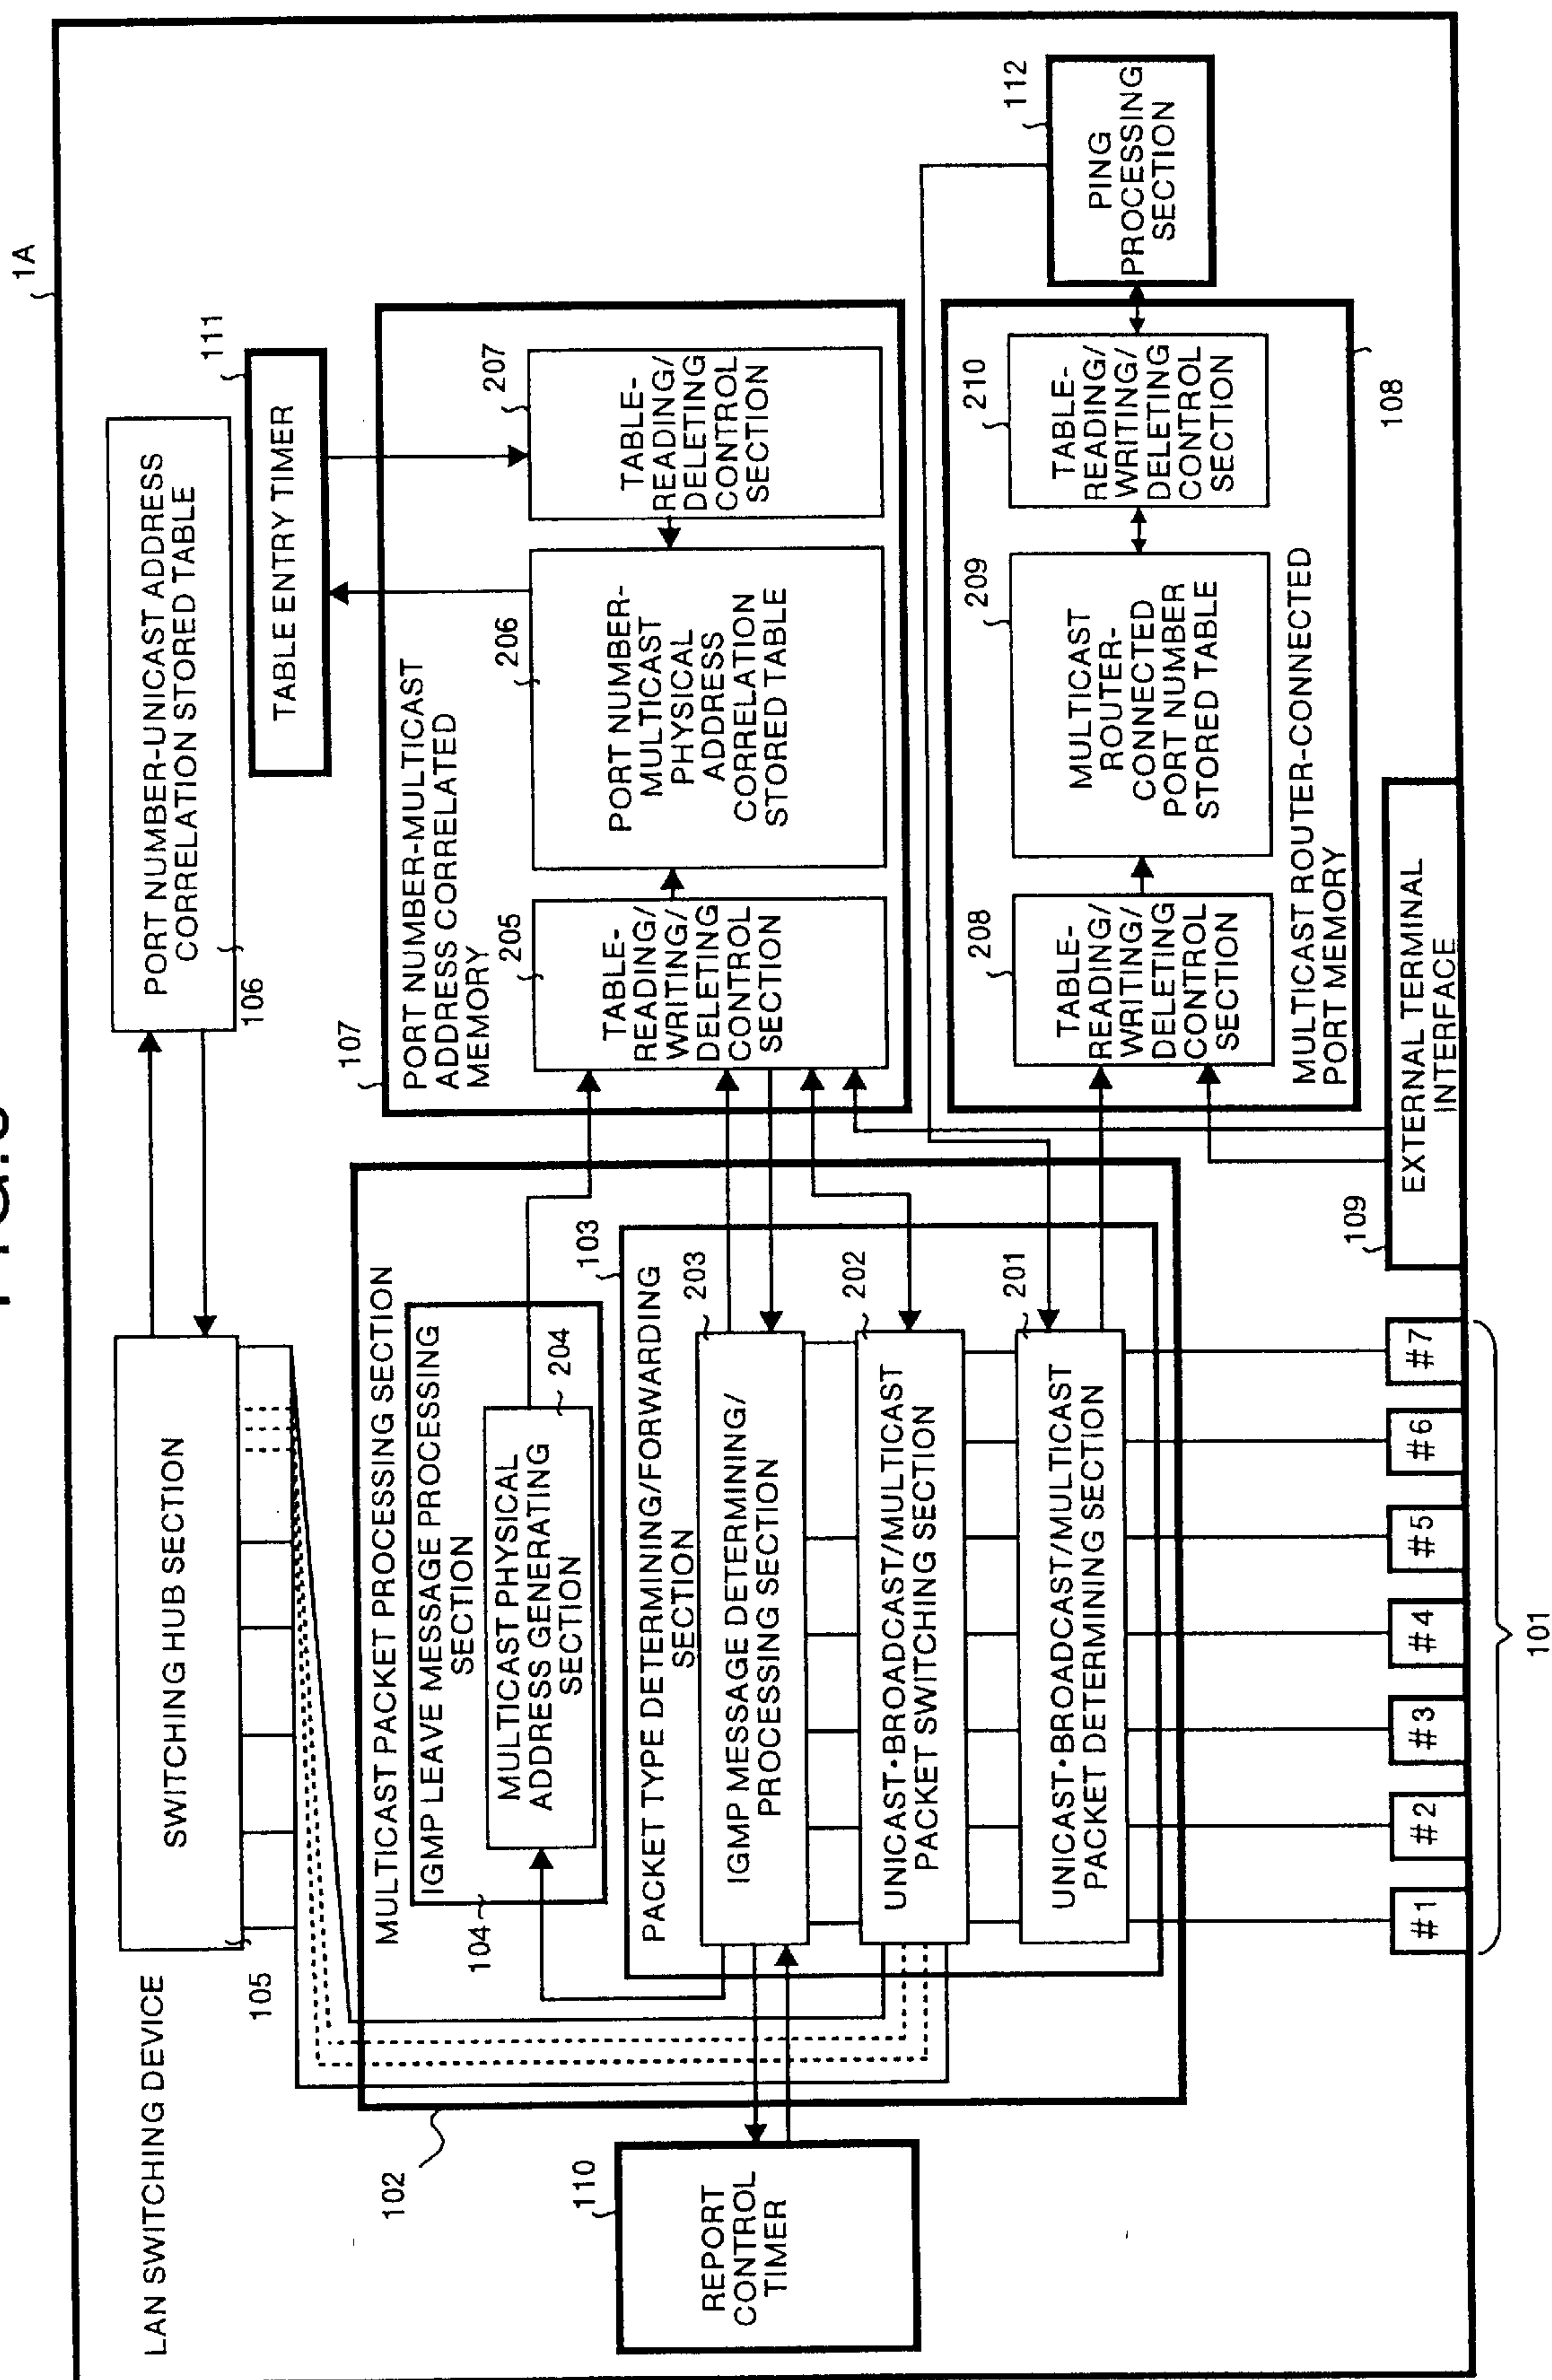 1A
LAN SWITCHING DEVICE
105
SWITCHING HUB SECTION
PORT NUMBER-UNICAST ADDRESS
CORRELATION STORED TABLE
106
111
TABLE ENTRY TIMER
102
MULTICAST PACKET PROCESSING SECTION
IGMP LEAVE MESSAGE PROCESSING
SECTION
104
MULTICAST PHYSICAL
ADDRESS GENERATING
SECTION
204
103
PACKET TYPE DETERMINING/FORWARDING
SECTION
203
IGMP MESSAGE DETERMINING/
PROCESSING SECTION
202
UNICAST•BROADCAST/MULTICAST
PACKET SWITCHING SECTION
201
UNICAST•BROADCAST/MULTICAST
PACKET DETERMINING SECTION
110
REPORT
CONTROL
TIMER
107
PORT NUMBER-MULTICAST
ADDRESS CORRELATED
MEMORY
205
TABLE-
READING/
WRITING/
DELETING
CONTROL
SECTION
206
PORT NUMBER-
MULTICAST
PHYSICAL
ADDRESS
CORRELATION
STORED TABLE
207
TABLE-
READING/
DELETING
CONTROL
SECTION
208
TABLE-
READING/
WRITING/
DELETING
CONTROL
SECTION
209
MULTICAST
ROUTER-
CONNECTED
PORT NUMBER
STORED TABLE
210
TABLE-
READING/
WRITING/
DELETING
CONTROL
SECTION
MULTICAST ROUTER-CONNECTED
PORT MEMORY
108
112
PING
PROCESSING
SECTION
109
EXTERNAL TERMINAL
INTERFACE
#1
#2
#3
#4
#5
#6
#7
101